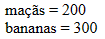 maçãs = 200
bananas = 300